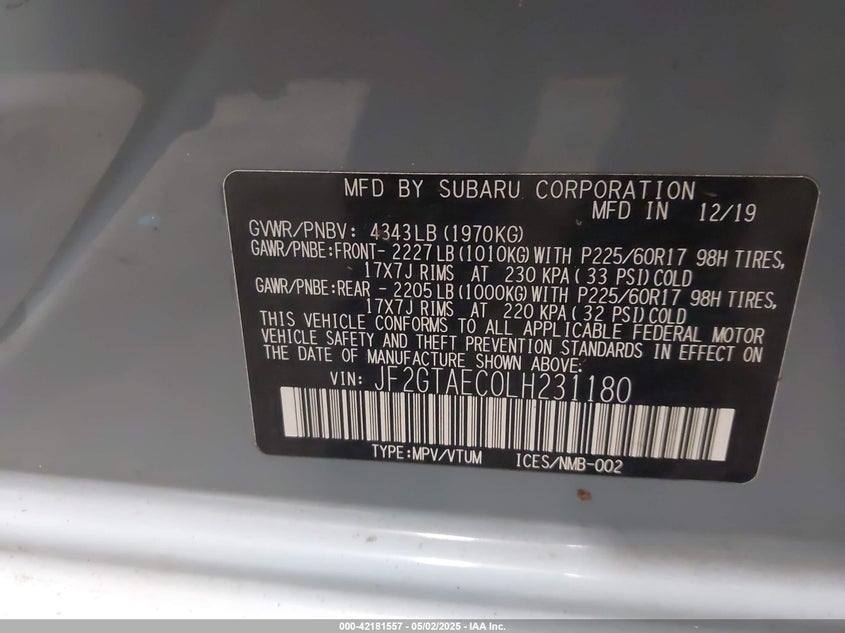 MFD BY SUBARU CORPORATION
MFD IN 12/19
GVWR/PNBV: 4343LB(1970KG)
GAWR/PNBE:FRONT- 2227LB(1010KG)WITH P225/60R17 98H TIRES,
17X7J RIMS AT 230 KPA(33 PSI)COLD
GAWR/PNBE:REAR - 2205LB(1000KG)WITH P225/60R17 98H TIRES,
17X7J RIMS AT 220 KPA(32 PSI)COLD
THIS VEHICLE CONFORMS TO ALL APPLICABLE FEDERAL MOTOR
VEHICLE SAFETY AND THEFT PREVENTION STANDARDS IN EFFECT ON
THE DATE OF MANUFACTURE SHOWN ABOVE:
VIN: JF2GTAEC0LH231180
TYPE:MPV/VTUM ICES/NMB-002
000-42181557 - 05/02/2025 - IAA Inc.